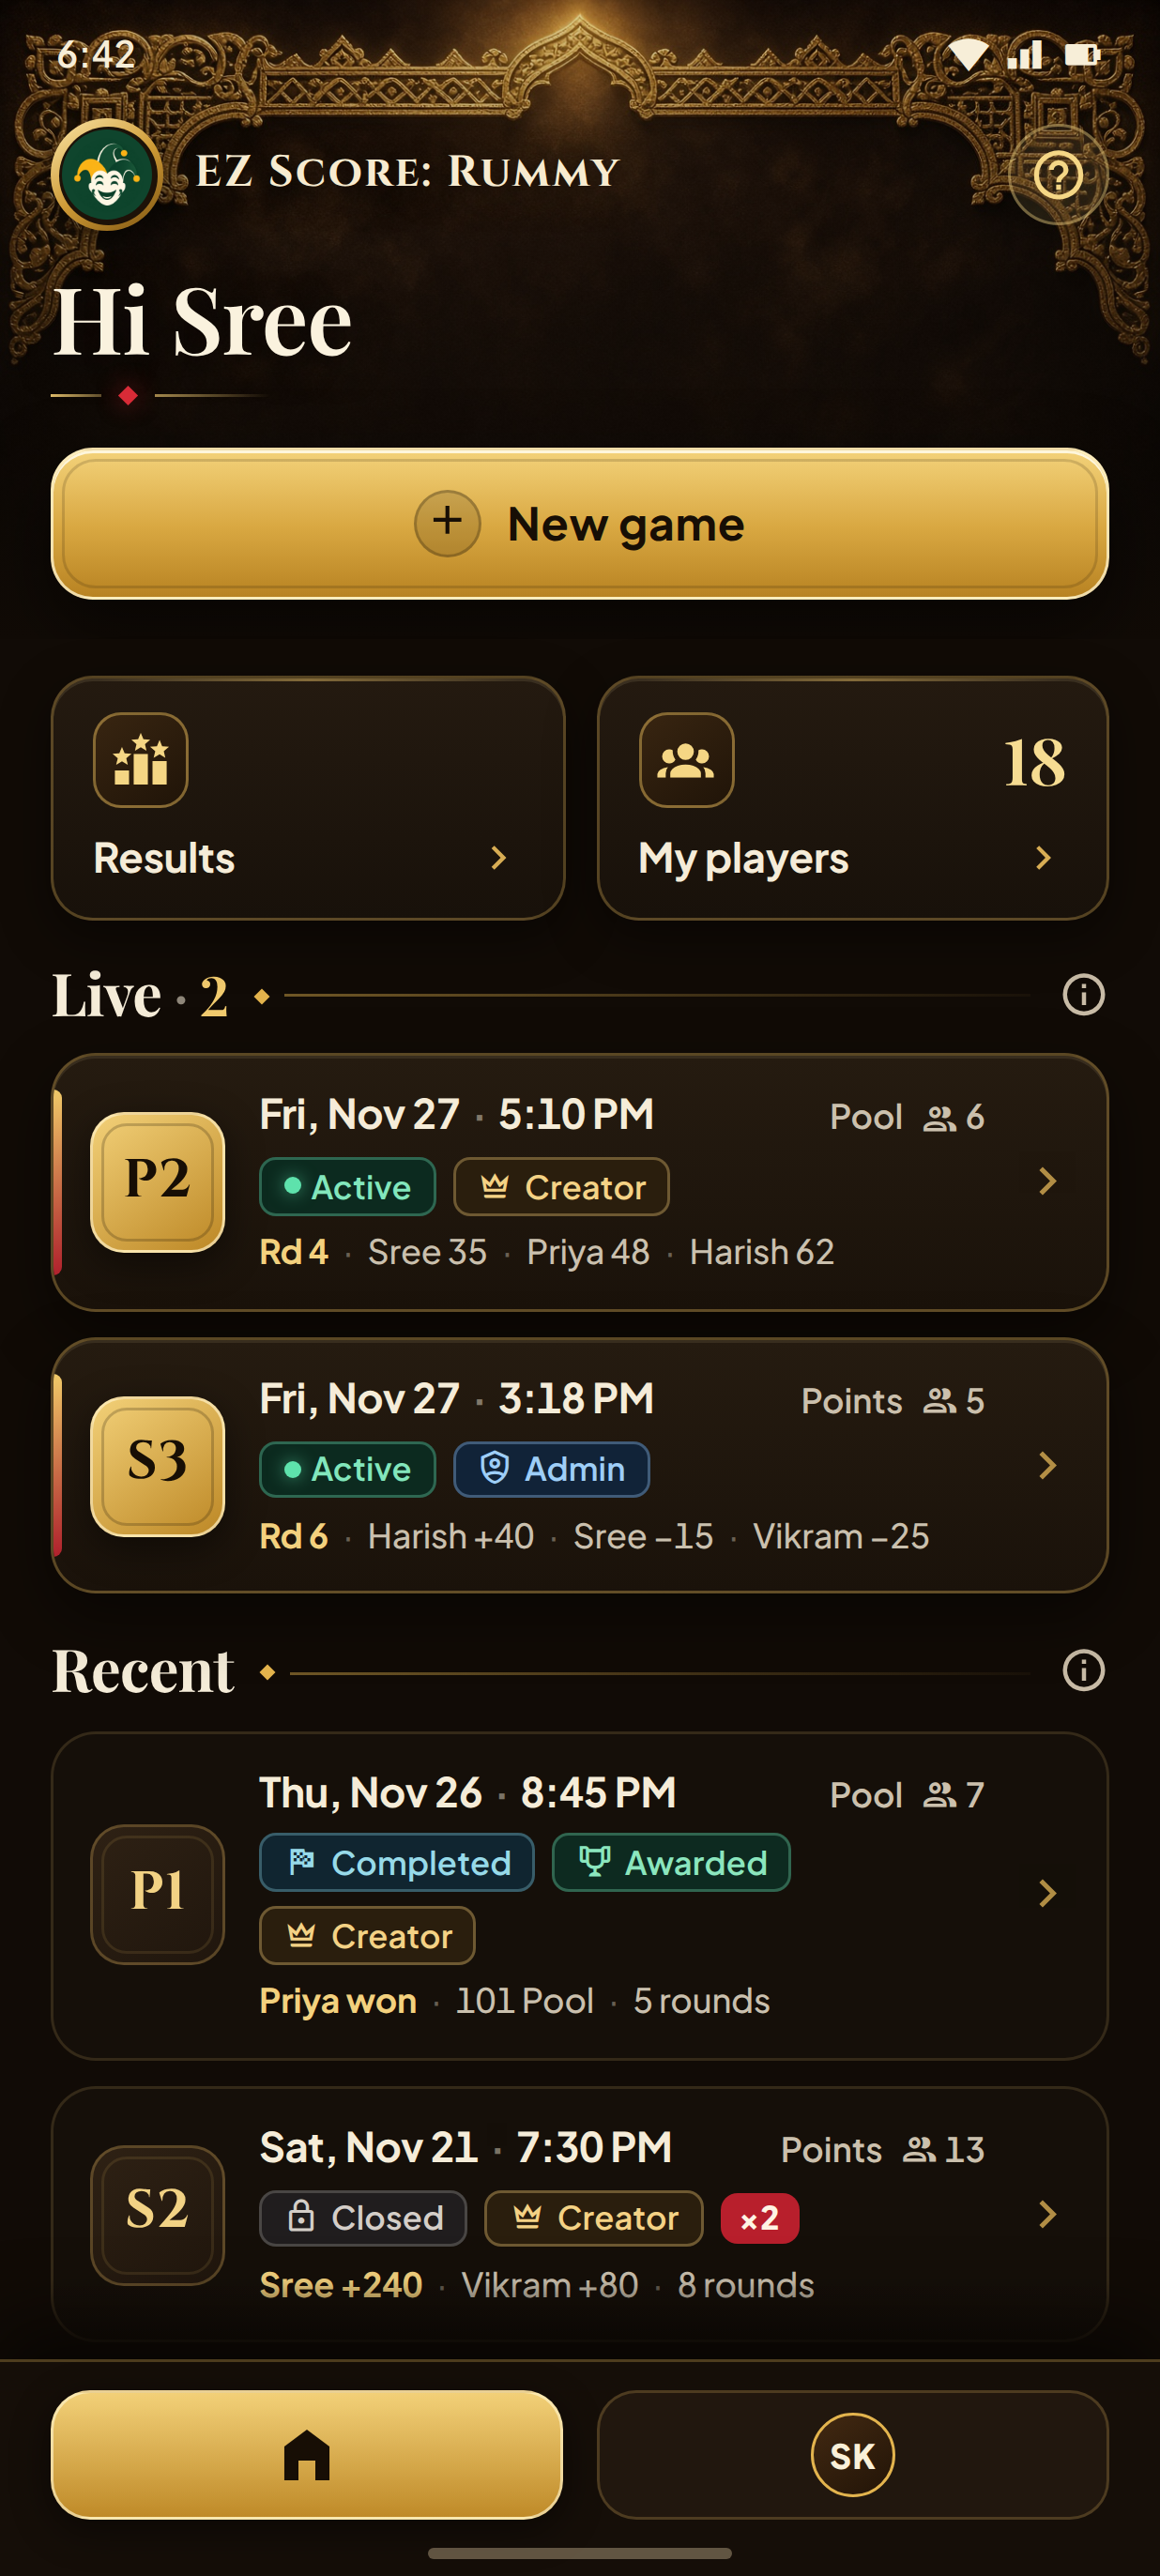 6:42
EZ Score: Rummy
Hi Sree
New game
18
Results
My players
Live · 2
P2
Fri, Nov 27 · 5:10 PM
Pool 6
Active
Creator
Rd 4 · Sree 35 · Priya 48 · Harish 62
S3
Fri, Nov 27 · 3:18 PM
Points 5
Active
Admin
Rd 6 · Harish +40 · Sree −15 · Vikram −25
Recent
P1
Thu, Nov 26 · 8:45 PM
Pool 7
Completed
Awarded
Creator
Priya won · 101 Pool · 5 rounds
S2
Sat, Nov 21 · 7:30 PM
Points 13
Closed
Creator
×2
Sree +240 · Vikram +80 · 8 rounds
SK